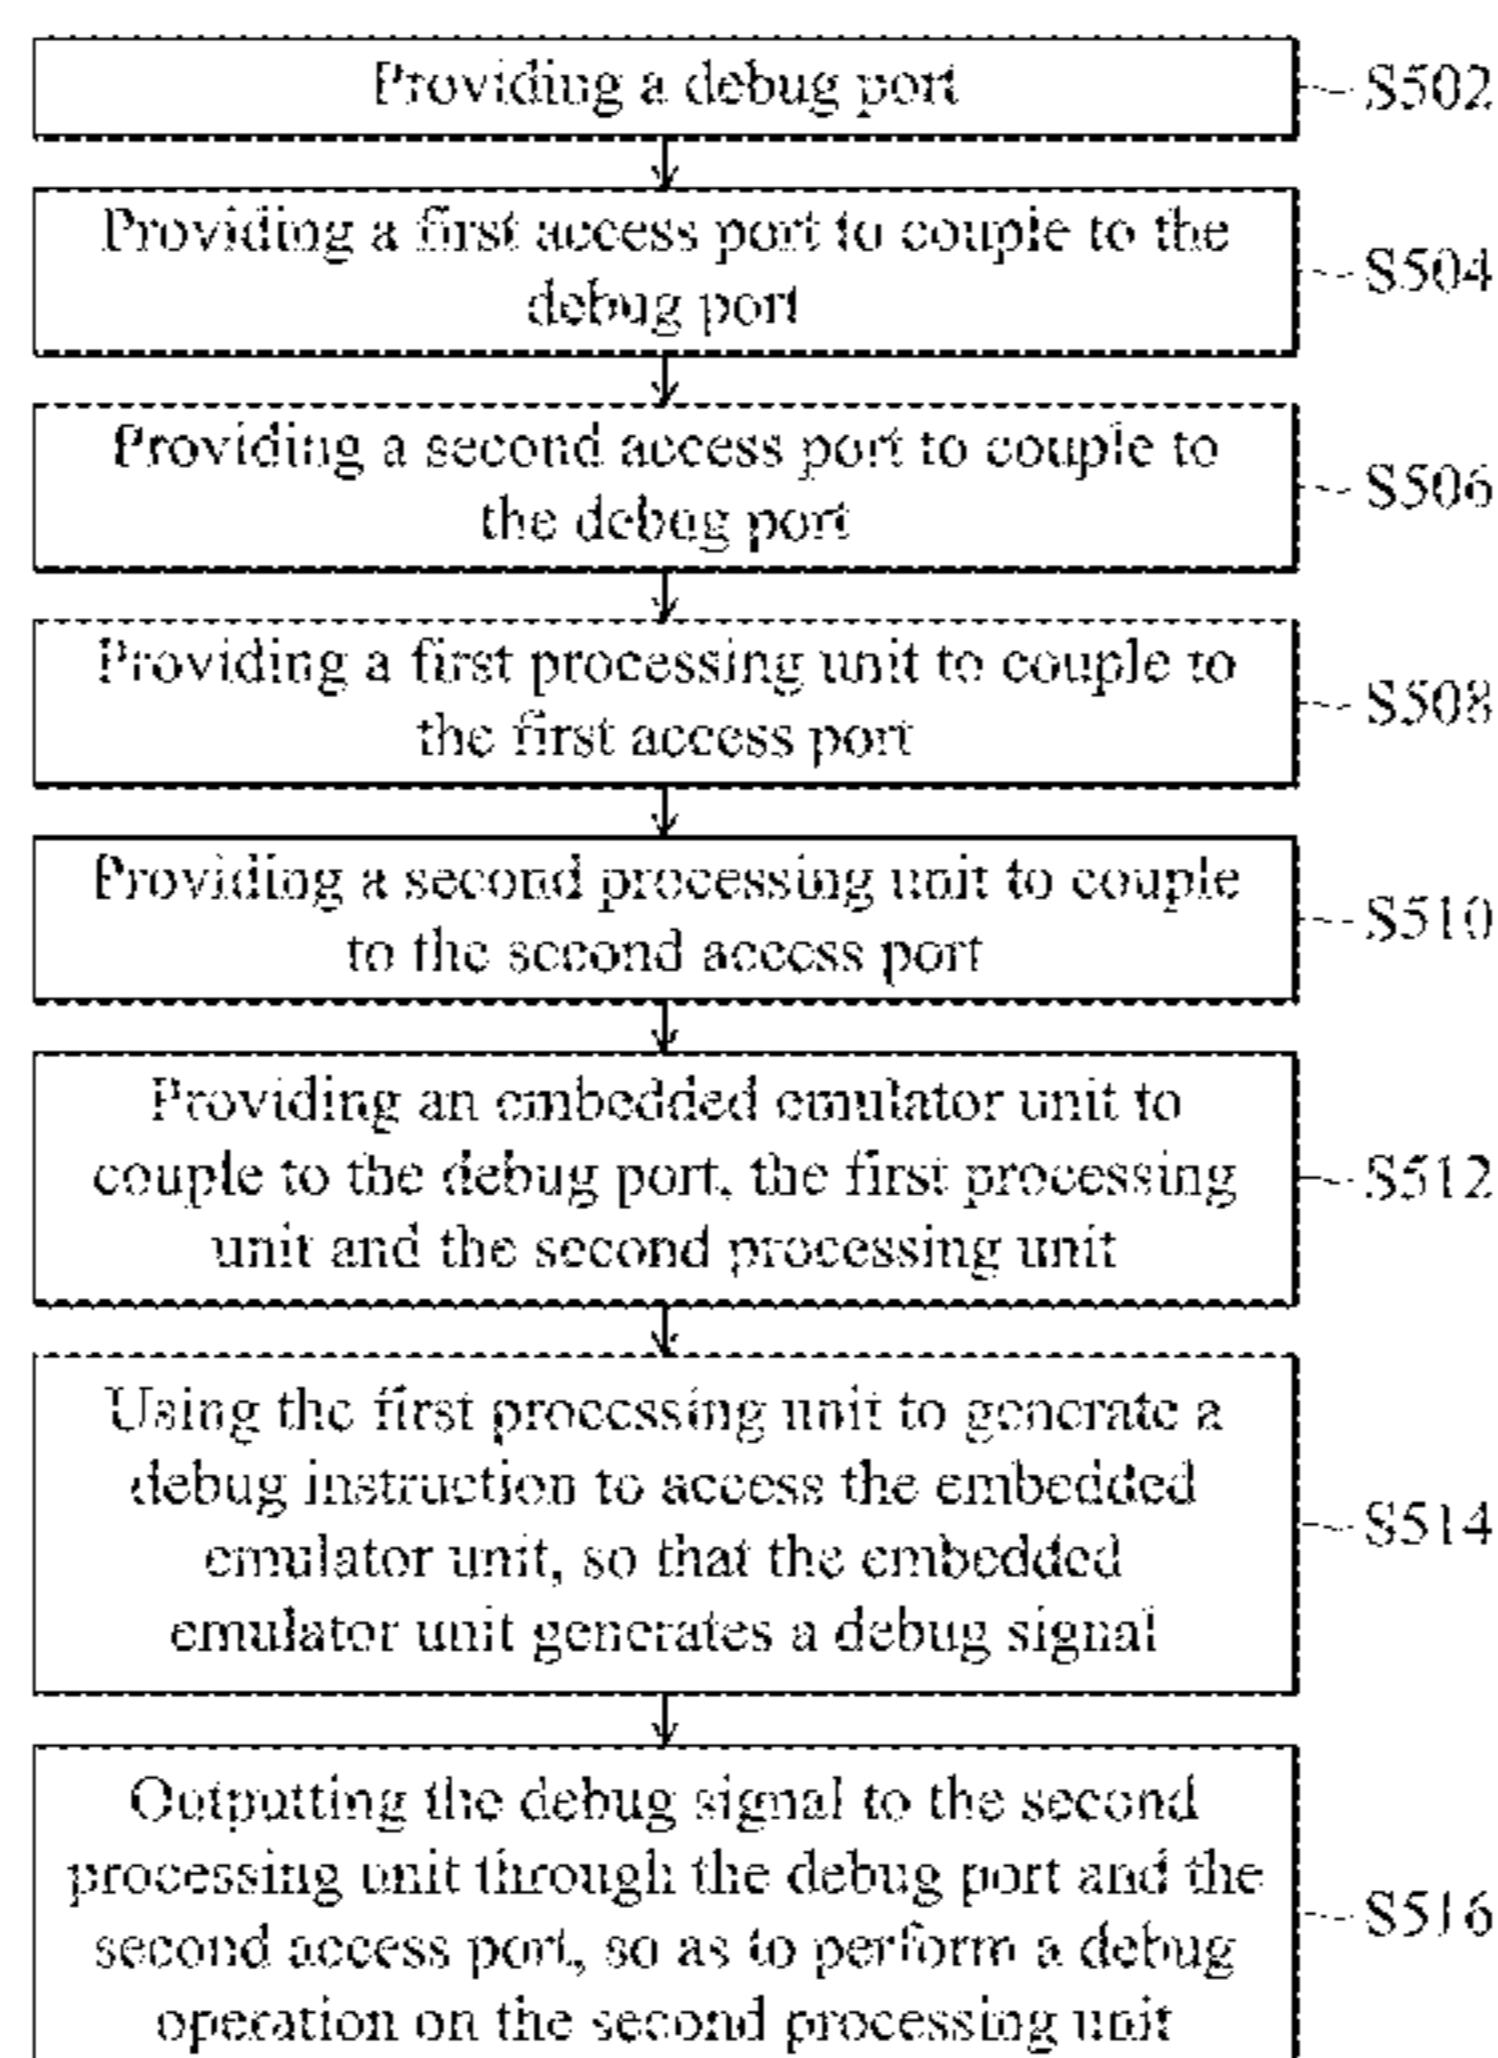 Providing a debug port
S502
Providing a first access port to couple to the
debug port
S504
Providing a second access port to couple to
the debug port
S506
Providing a first processing unit to couple to
the first access port
S508
Providing a second processing unit to couple
to the second access port
S510
Providing an embedded emulator unit to
couple to the debug port, the first processing
unit and the second processing unit
S512
Using the first processing unit to generate a
debug instruction to access the embedded
emulator unit, so that the embedded
emulator unit generates a debug signal
S514
Outputting the debug signal to the second
processing unit through the debug port and the
second access port, so as to perform a debug
operation on the second processing unit
S516